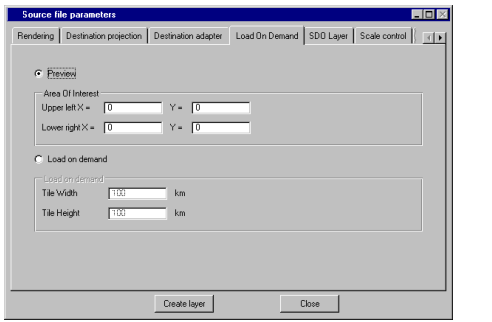 Source file parameters
Rendering Destination projection Destination adapter Load On Demand SDO Layer Scale control
Preview
Area Of Interest
Upper left X = 0 Y = 0
Lower right X = 0 Y = 0
Load on demand
Load on demand
Tile Width 100 km
Tile Height 100 km
Create layer Close